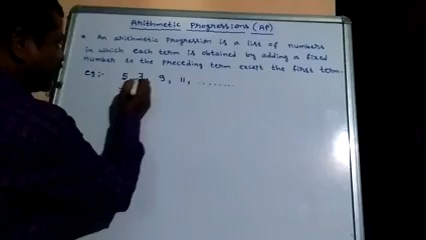 Arithmetic Progressions (AP)
* An arithmetic progression is a list of numbers
in which each term is obtained by adding a fixed
number to the preceding term except the first term.
eg:- 5, 7, 9, 11, ........